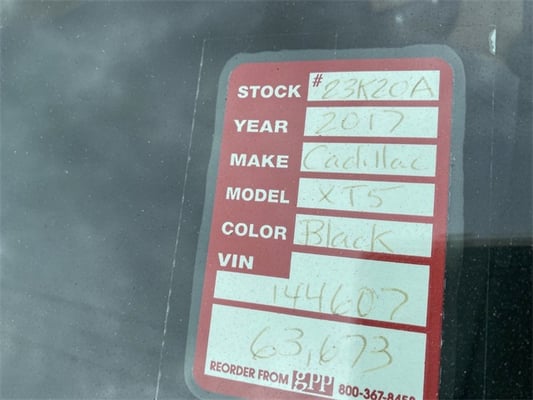 STOCK # 23K20A
YEAR 2017
MAKE Cadillac
MODEL XT5
COLOR Black
VIN
144607
63,673
REORDER FROM gpp 800-367-8458